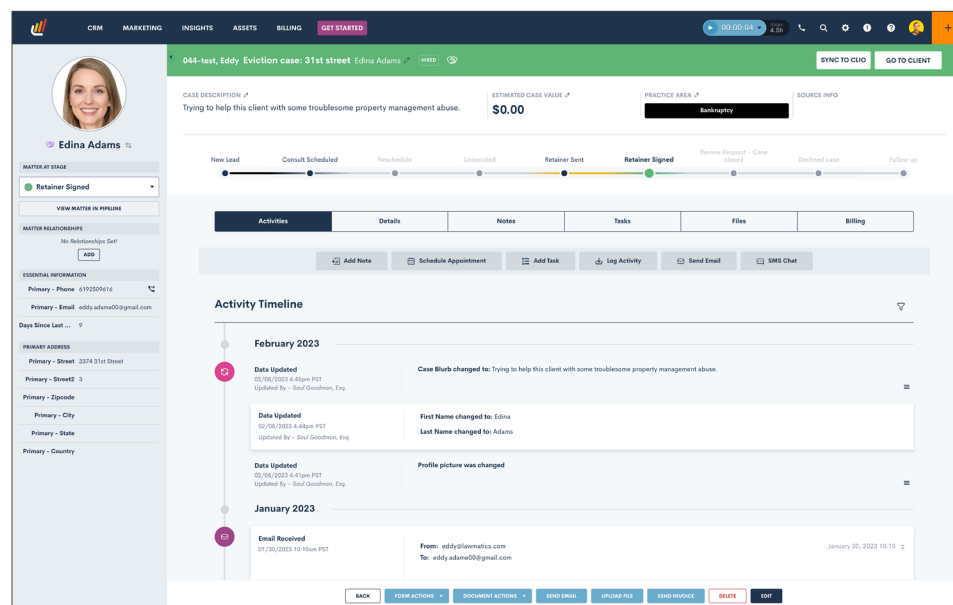 CRM MARKETING INSIGHTS ASSETS BILLING GET STARTED 00:00:04 TODAY 4.5h
044-test, Eddy Eviction case: 31st street Edina Adams HIRED SYNC TO CLIO GO TO CLIENT
CASE DESCRIPTION ESTIMATED CASE VALUE PRACTICE AREA SOURCE INFO
Trying to help this client with some troublesome property management abuse. $0.00 Bankruptcy
Edina Adams
MATTER AT STAGE
Retainer Signed
VIEW MATTER IN PIPELINE
MATTER RELATIONSHIPS
No Relationships Set!
ADD
ESSENTIAL INFORMATION
Primary - Phone 6192509616
Primary - Email eddy.adame00@gmail.com
Days Since Last ... 9
PRIMARY ADDRESS
Primary - Street 3374 31st Street
Primary - Street2 3
Primary - Zipcode
Primary - City
Primary - State
Primary - Country
New Lead Consult Scheduled Reschedule Undecided Retainer Sent Retainer Signed Review Request - Case closed Declined case Follow up
Activities Details Notes Tasks Files Billing
Add Note Schedule Appointment Add Task Log Activity Send Email SMS Chat
Activity Timeline
February 2023
Data Updated Case Blurb changed to: Trying to help this client with some troublesome property management abuse.
02/08/2023 4:45pm PST
Updated By - Saul Goodman, Esq.
Data Updated First Name changed to: Edina
02/08/2023 4:44pm PST
Last Name changed to: Adams
Updated By - Saul Goodman, Esq.
Data Updated Profile picture was changed
02/08/2023 4:41pm PST
Updated By - Saul Goodman, Esq.
January 2023
Email Received
01/30/2023 10:10am PST From: eddy@lawmatics.com January 30, 2023 10:10
To: eddy.adame00@gmail.com
BACK FORM ACTIONS DOCUMENT ACTIONS SEND EMAIL UPLOAD FILE SEND INVOICE DELETE EDIT